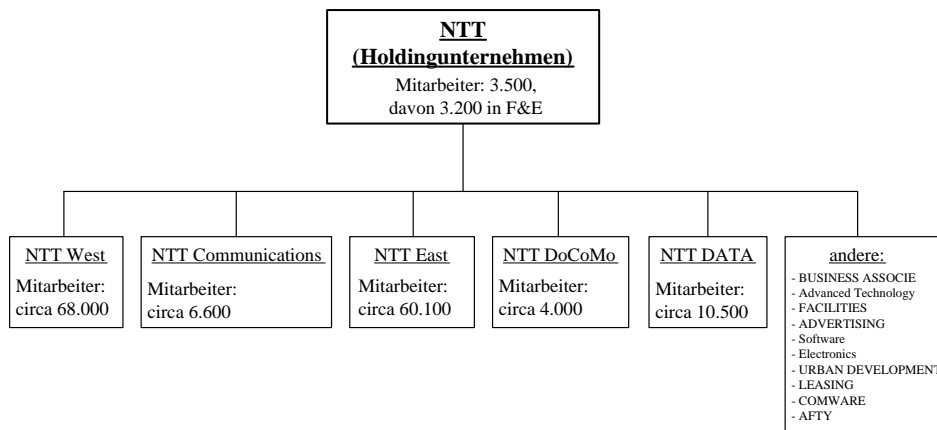 NTT
(Holdingunternehmen)
Mitarbeiter: 3.500,
davon 3.200 in F&E
NTT West
Mitarbeiter:
circa 68.000
NTT Communications
Mitarbeiter:
circa 6.600
NTT East
Mitarbeiter:
circa 60.100
NTT DoCoMo
Mitarbeiter:
circa 4.000
NTT DATA
Mitarbeiter:
circa 10.500
andere:
- BUSINESS ASSOCIE
- Advanced Technology
- FACILITIES
- ADVERTISING
- Software
- Electronics
- URBAN DEVELOPMENT
- LEASING
- COMWARE
- AFTY